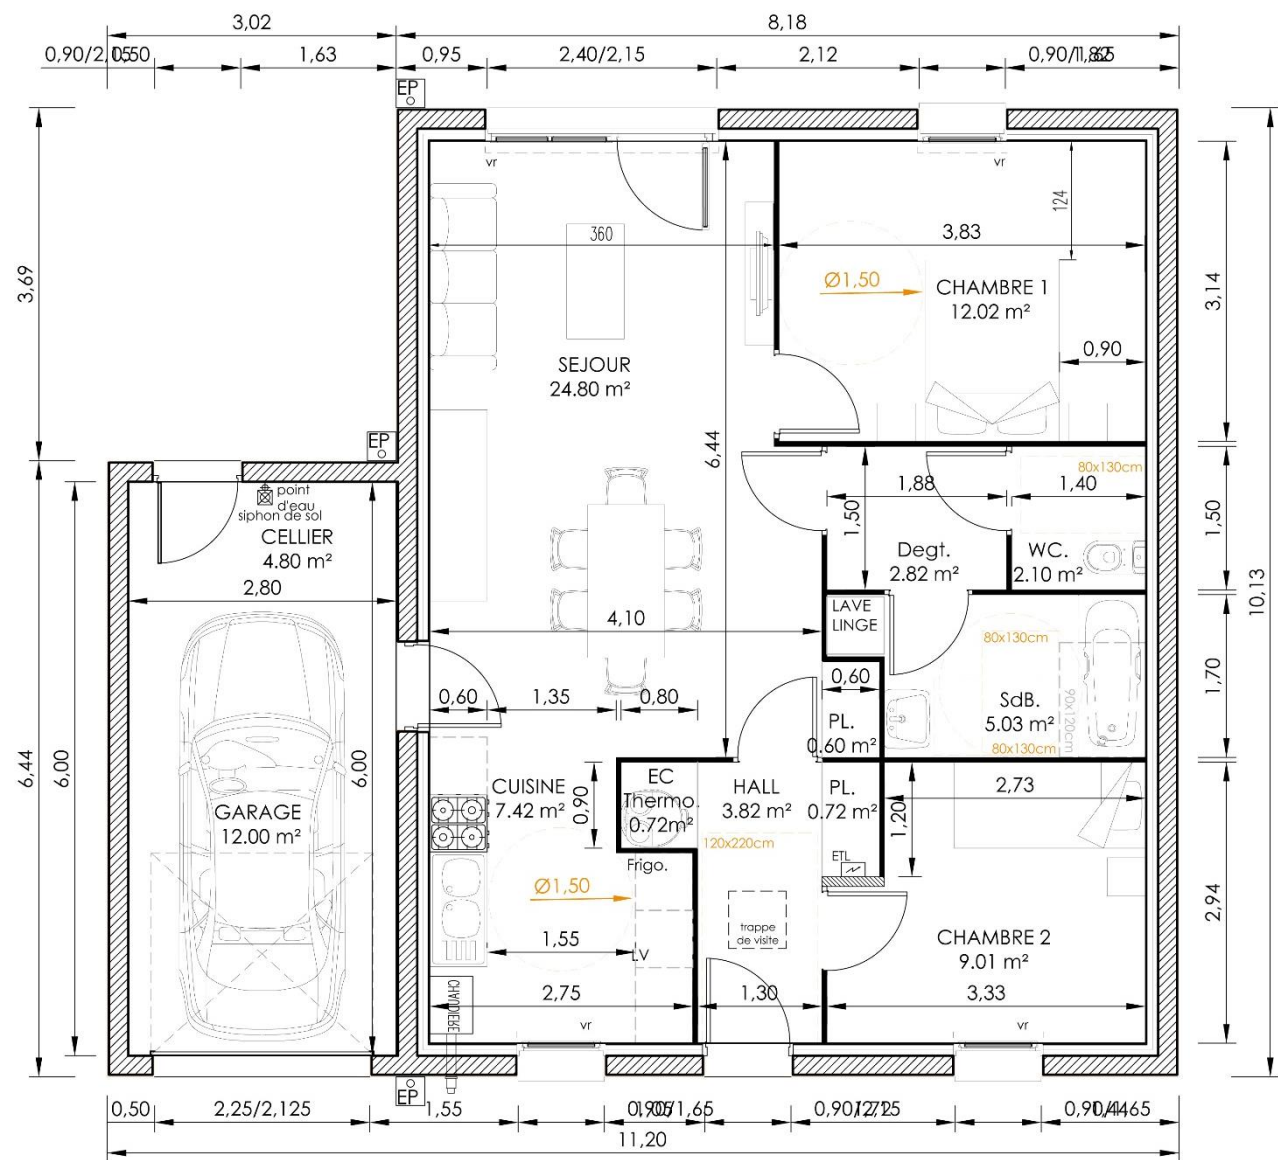 3,02
8,18
0,50
1,63
0,95
2,40/2,15
2,12
EP
vr
vr
124
360
3,83
Ø1,50
CHAMBRE 1
12.02 m²
0,90
3,69
3,14
SEJOUR
24.80 m²
6,44
EP
80x130cm
point
d'eau
siphon de sol
CELLIER
4.80 m²
2,80
1,88
1,40
1,50
1,50
Degt.
2.82 m²
WC.
2.10 m²
10,13
4,10
LAVE
LINGE
80x130cm
1,70
0,60
1,35
0,80
0,60
SdB.
5.03 m²
90x120cm
80x130cm
PL.
0.60 m²
6,44
6,00
6,00
GARAGE
12.00 m²
CUISINE
7.42 m²
0,90
EC
Thermo.
0.72m²
HALL
3.82 m²
PL.
0.72 m²
1,20
2,73
120x220cm
ETL
Frigo.
Ø1,50
1,55
LV
trappe
de visite
CHAMBRE 2
9.01 m²
2,94
CHAUDIERE
2,75
1,30
3,33
vr
vr
EP
0,50
2,25/2,125
1,55
11,20